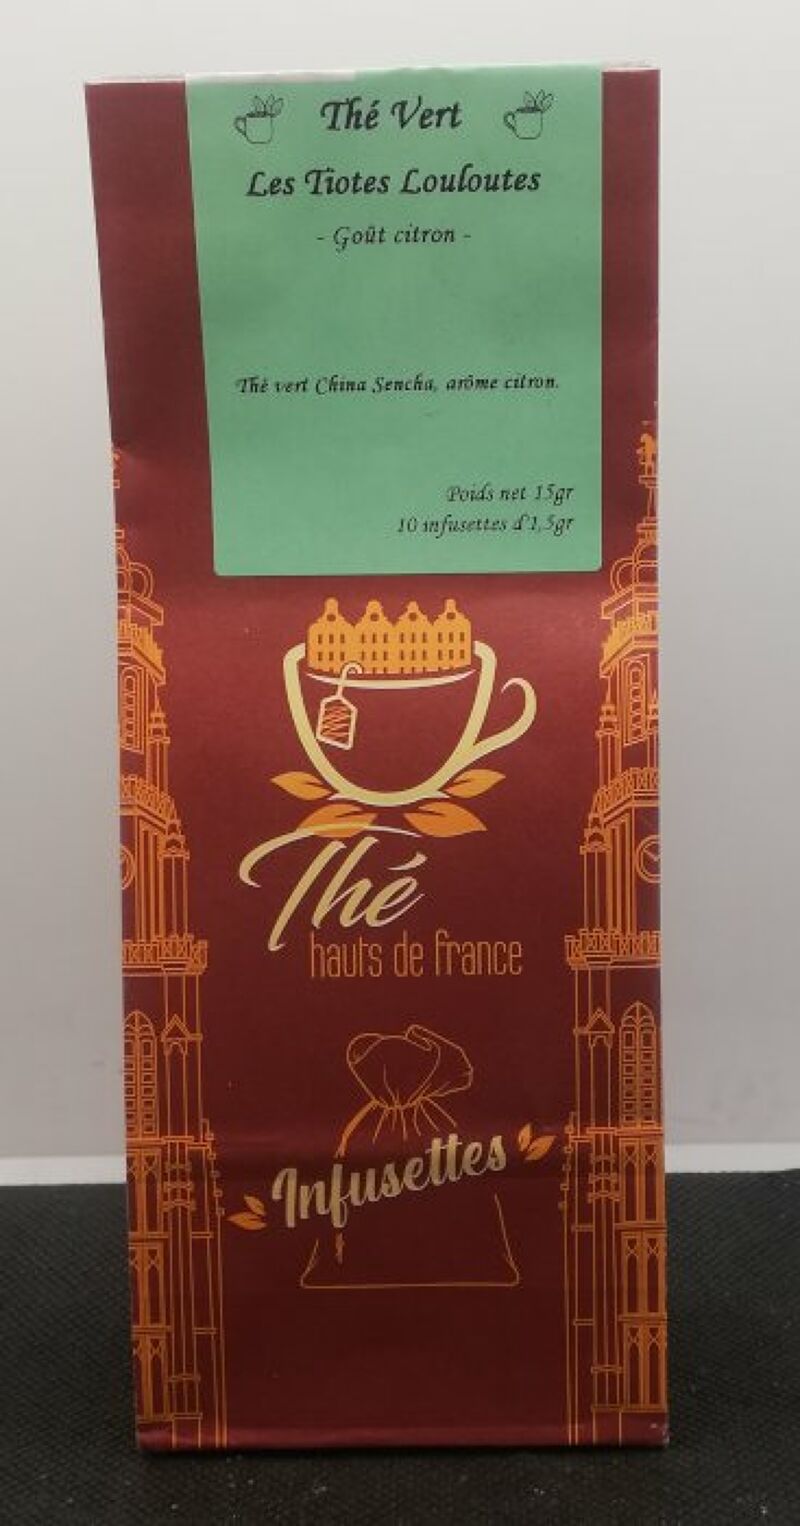 Thé Vert
Les Tiotes Louloutes
- Goût citron -
Thé vert China Sencha, arôme citron.
Poids net 15gr
10 infusettes d'1,5gr
Thé
hauts de france
Infusettes